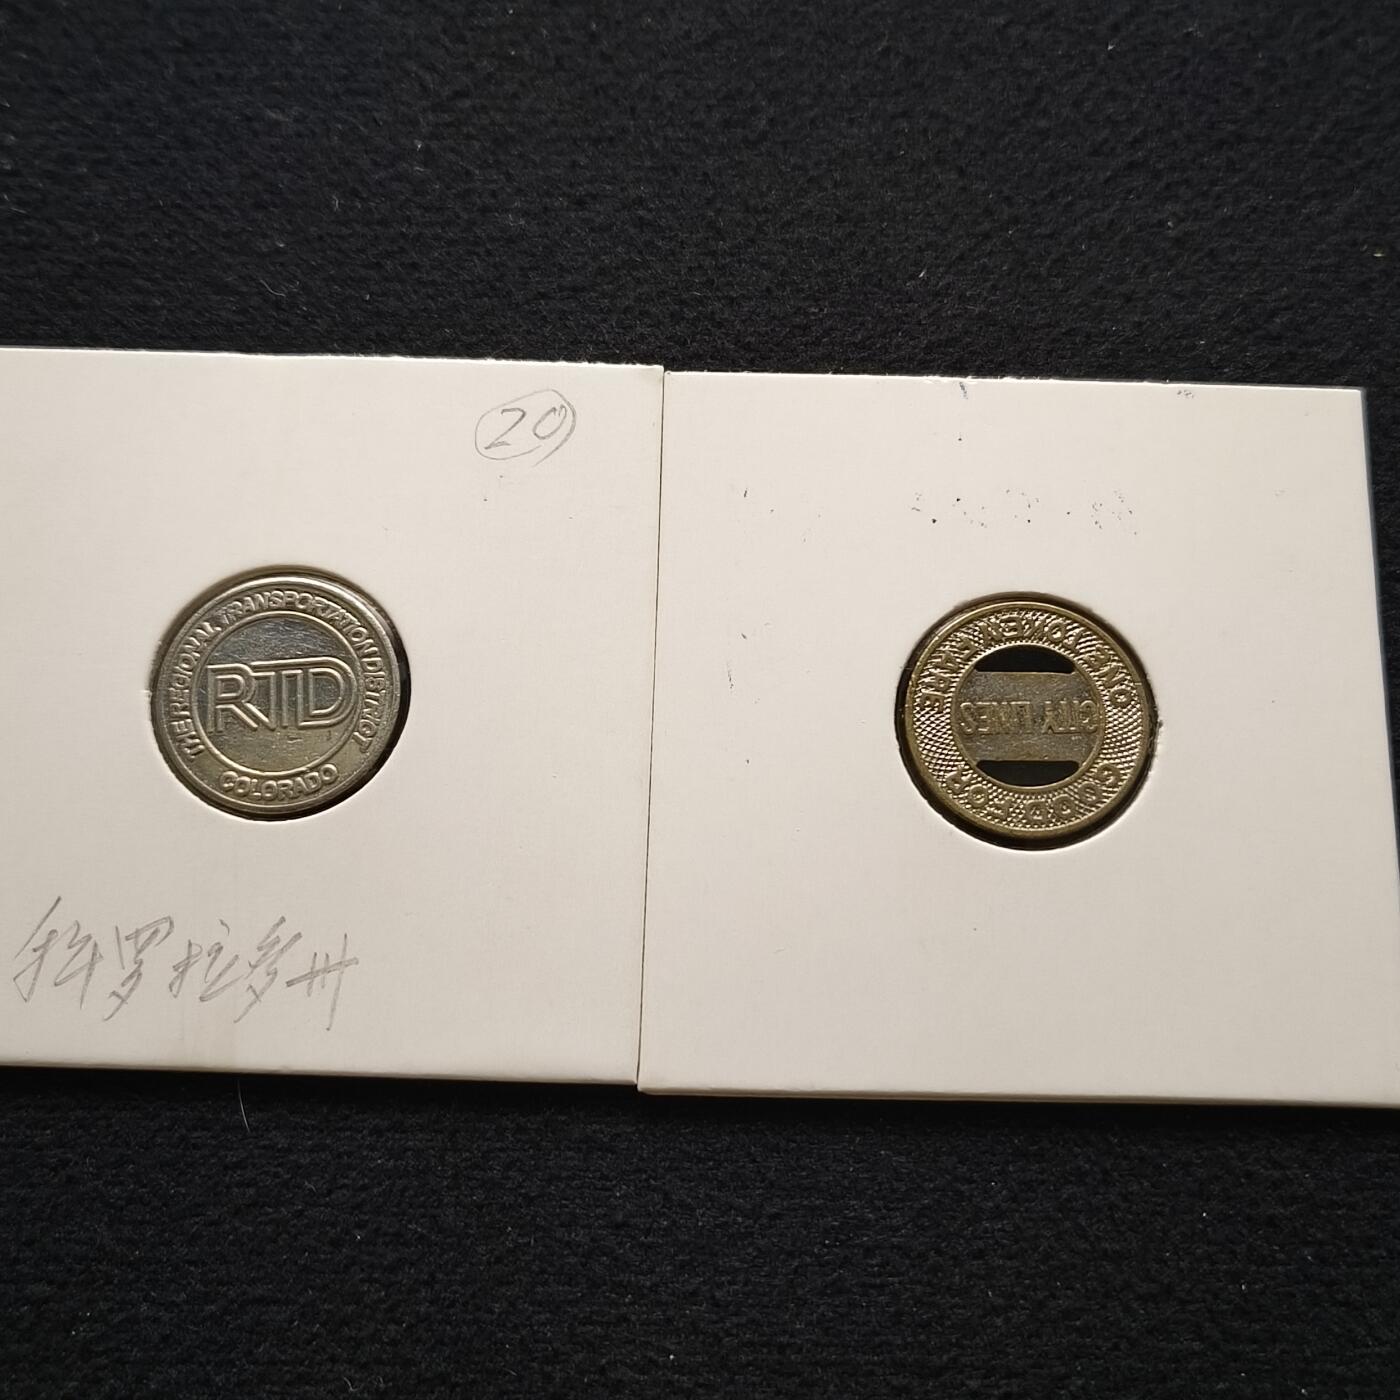 20
THE REGIONAL TRANSPORTATION DISTRICT
RTD
COLORADO
科罗拉多州
GOOD FOR
CITY LINES
ONE TOKEN FARE